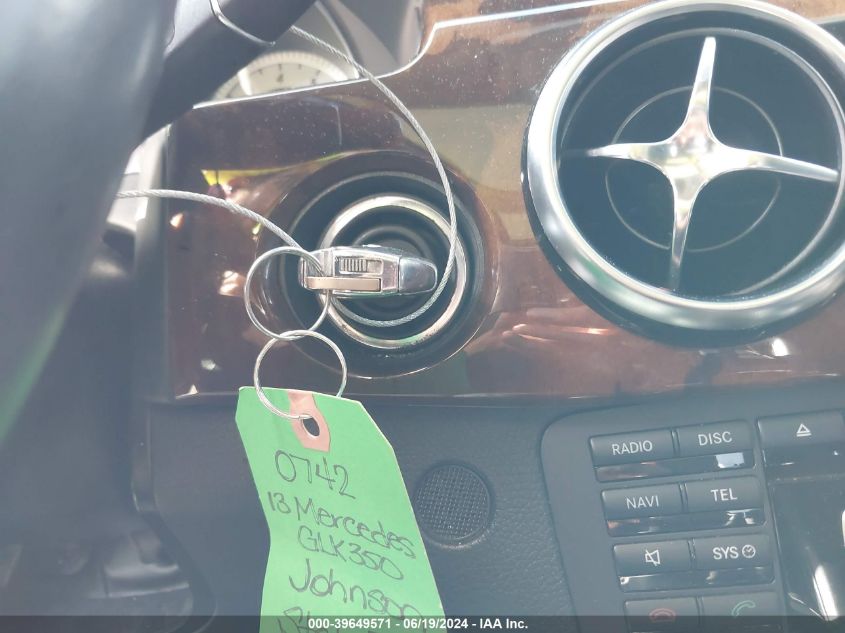 RADIO DISC
NAVI TEL
SYS
0742
13 Mercedes
GLK350
000-39649571 - 06/19/2024 - IAA Inc.